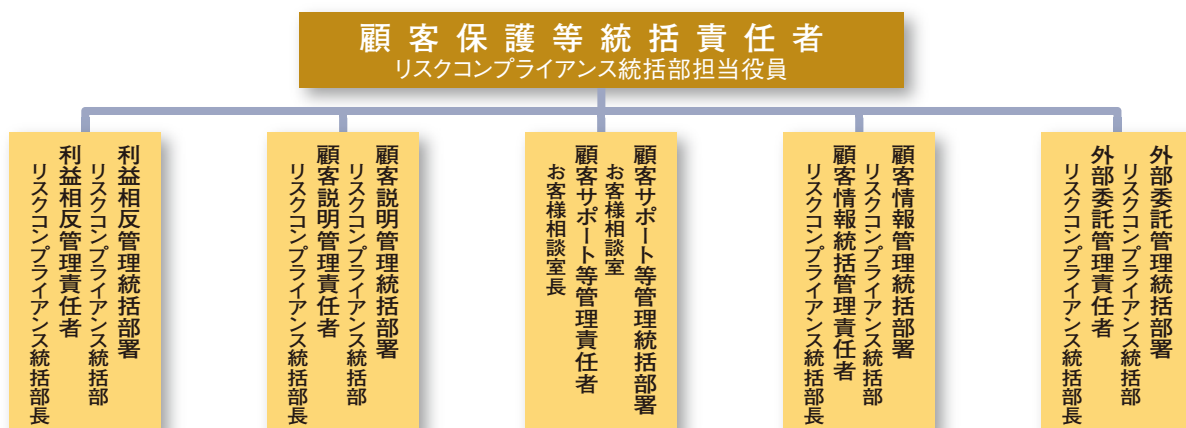 顧客保護等統括責任者
リスクコンプライアンス統括部担当役員
利益相反管理統括部署
リスクコンプライアンス統括部
利益相反管理責任者
リスクコンプライアンス統括部長
顧客説明管理統括部署
リスクコンプライアンス統括部
顧客説明管理責任者
リスクコンプライアンス統括部長
顧客サポート等管理統括部署
お客様相談室
顧客サポート等管理責任者
お客様相談室長
顧客情報管理統括部署
リスクコンプライアンス統括部
顧客情報統括管理責任者
リスクコンプライアンス統括部長
外部委託管理統括部署
リスクコンプライアンス統括部
外部委託管理責任者
リスクコンプライアンス統括部長